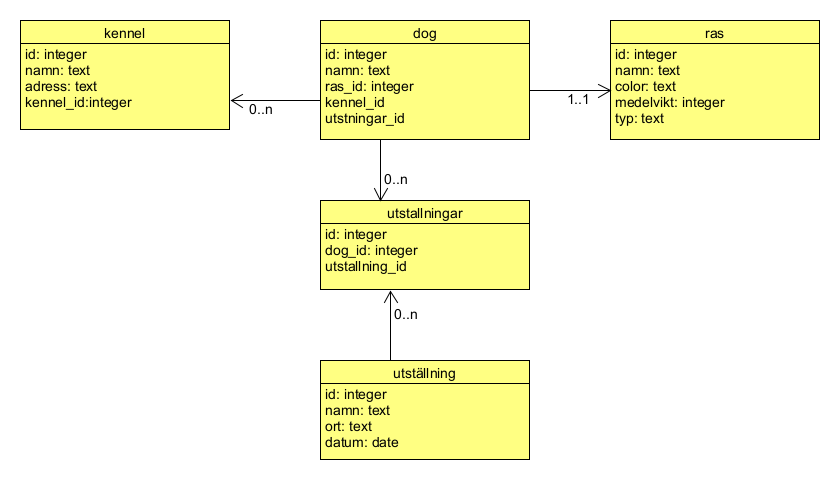 kennel
id: integer
namn: text
adress: text
kennel_id:integer
dog
id: integer
namn: text
ras_id: integer
kennel_id
utstningar_id
ras
id: integer
namn: text
color: text
medelvikt: integer
typ: text
0..n
1..1
0..n
utstallningar
id: integer
dog_id: integer
utstallning_id
0..n
utställning
id: integer
namn: text
ort: text
datum: date